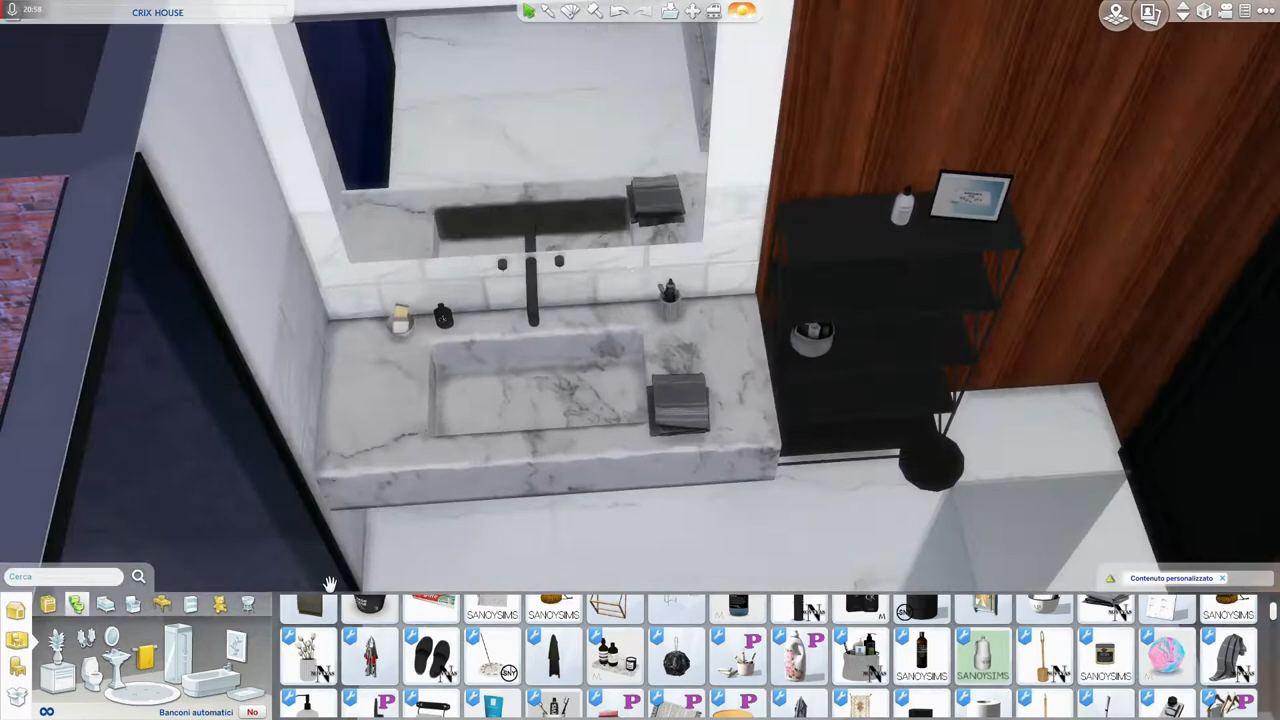 20:58
CRIX HOUSE
Cerca
Contenuto personalizzato
SANOYSIMS
SANOYSIMS
SANOYSIMS
SANOYSIMS
SANOYSIMS
SANOYSIMS
SANOYSIMS
Banconi automatici No